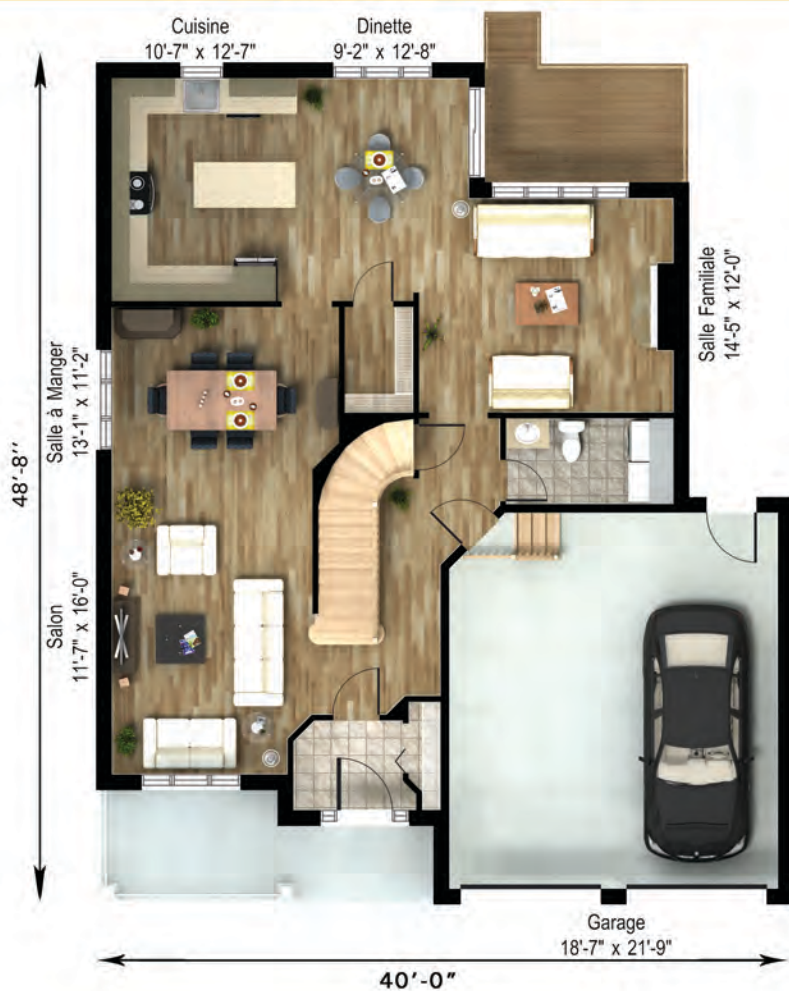 Cuisine
10'-7" x 12'-7"
Dinette
9'-2" x 12'-8"
Salle Familiale
14'-5" x 12'-0"
Salle à Manger
13'-1" x 11'-2"
48'-8''
Salon
11'-7" x 16'-0"
Garage
18'-7" x 21'-9"
40'-0"